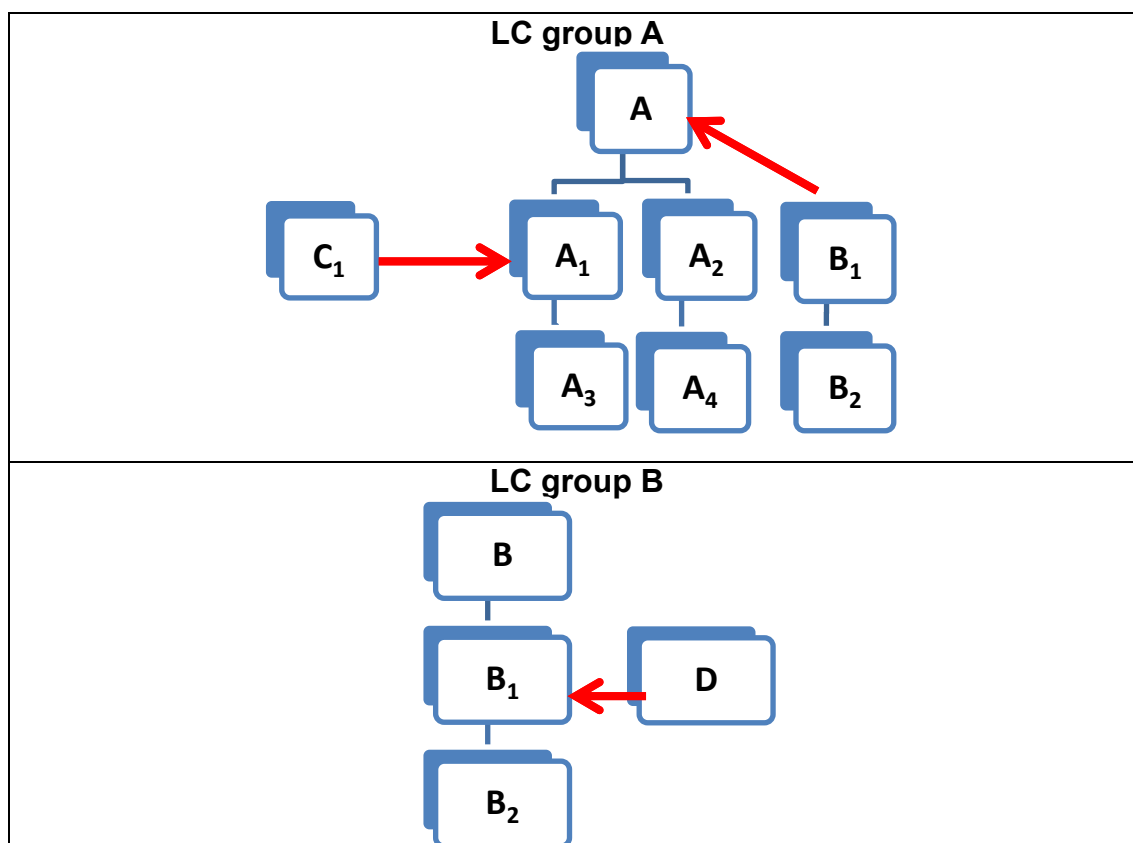 LC group A
A
C₁ A₁ A₂ B₁
A₃ A₄ B₂
LC group B
B
B₁ D
B₂